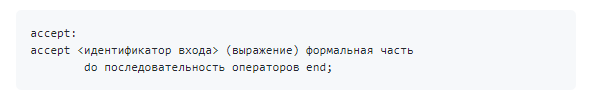 accept:
accept <идентификатор входа> (выражение) формальная часть
do последовательность операторов end;